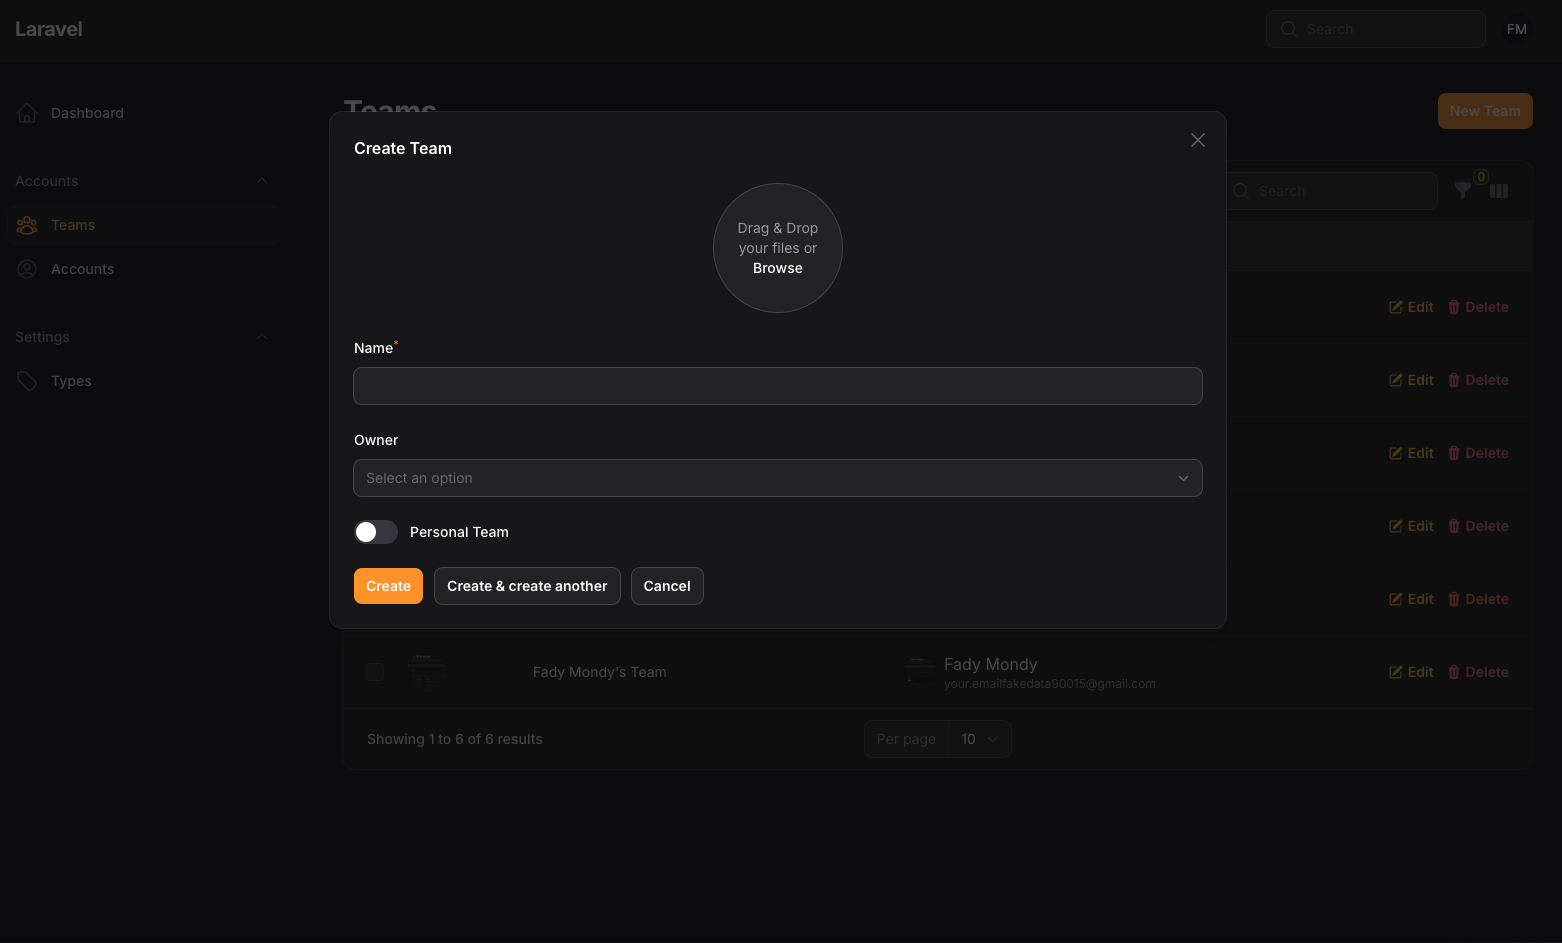 Laravel
Search
FM
Dashboard
Accounts
Teams
Accounts
Settings
Types
Teams
New Team
Search
0
Create Team
Drag & Drop
your files or
Browse
Name*
Owner
Select an option
Personal Team
Create
Create & create another
Cancel
Edit Delete
Edit Delete
Edit Delete
Edit Delete
Edit Delete
Fady Mondy's Team
Fady Mondy
your.emailfakedata90015@gmail.com
Edit Delete
Showing 1 to 6 of 6 results
Per page 10